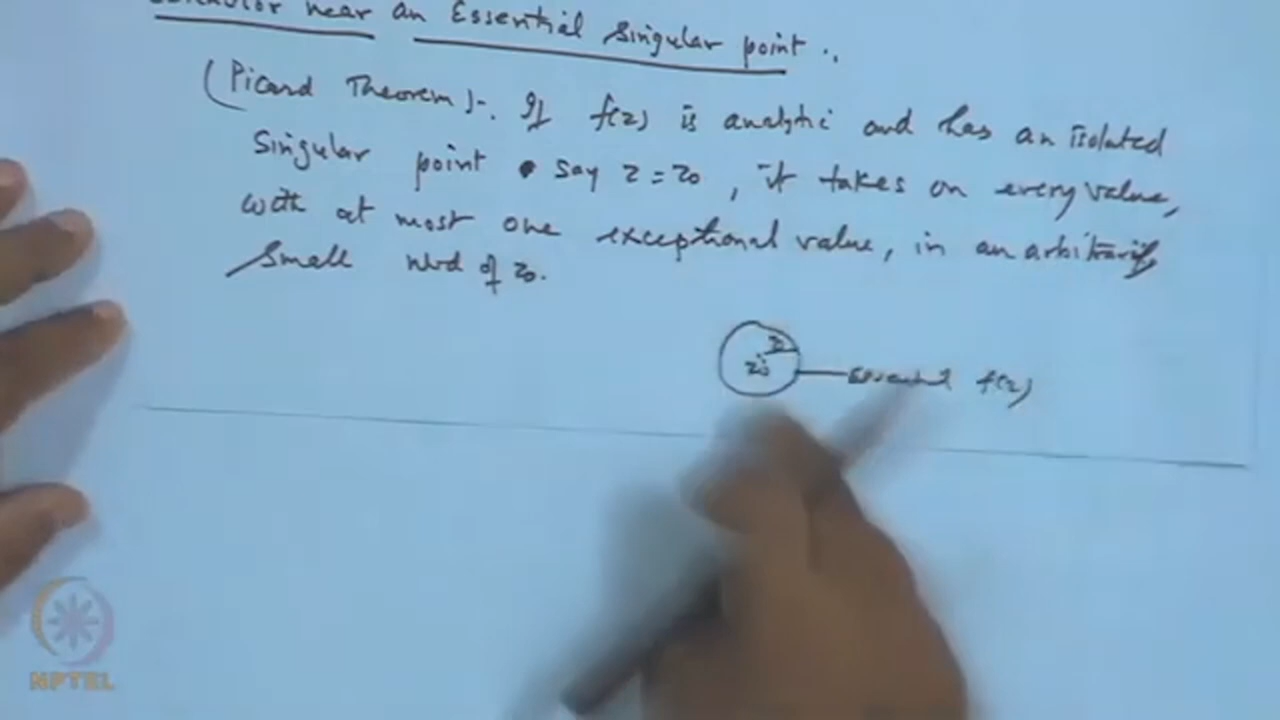 near an Essential Singular point :.
(Picard Theorem):. If f(z) is analytic and has an isolated
Singular point say z = z0, it takes on every value,
with at most one exceptional value, in an arbitrarily
small nbd of z0.
z0
f(z)
NPTEL